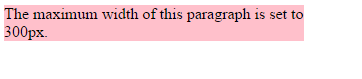 The maximum width of this paragraph is set to
300px.